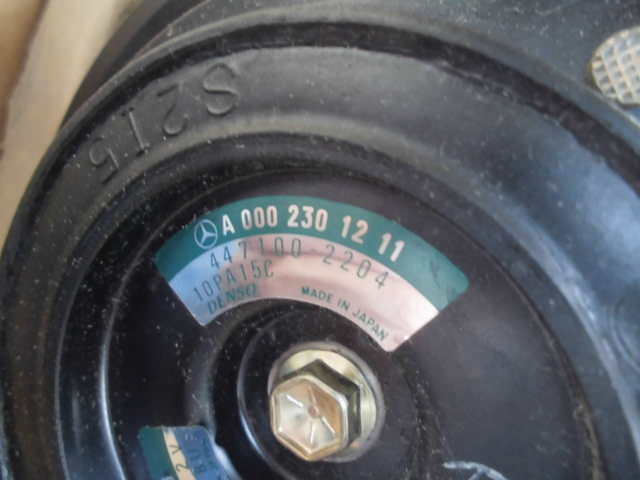 S215
A 000 230 12 11
447100-2204
10PA15C
DENSO MADE IN JAPAN